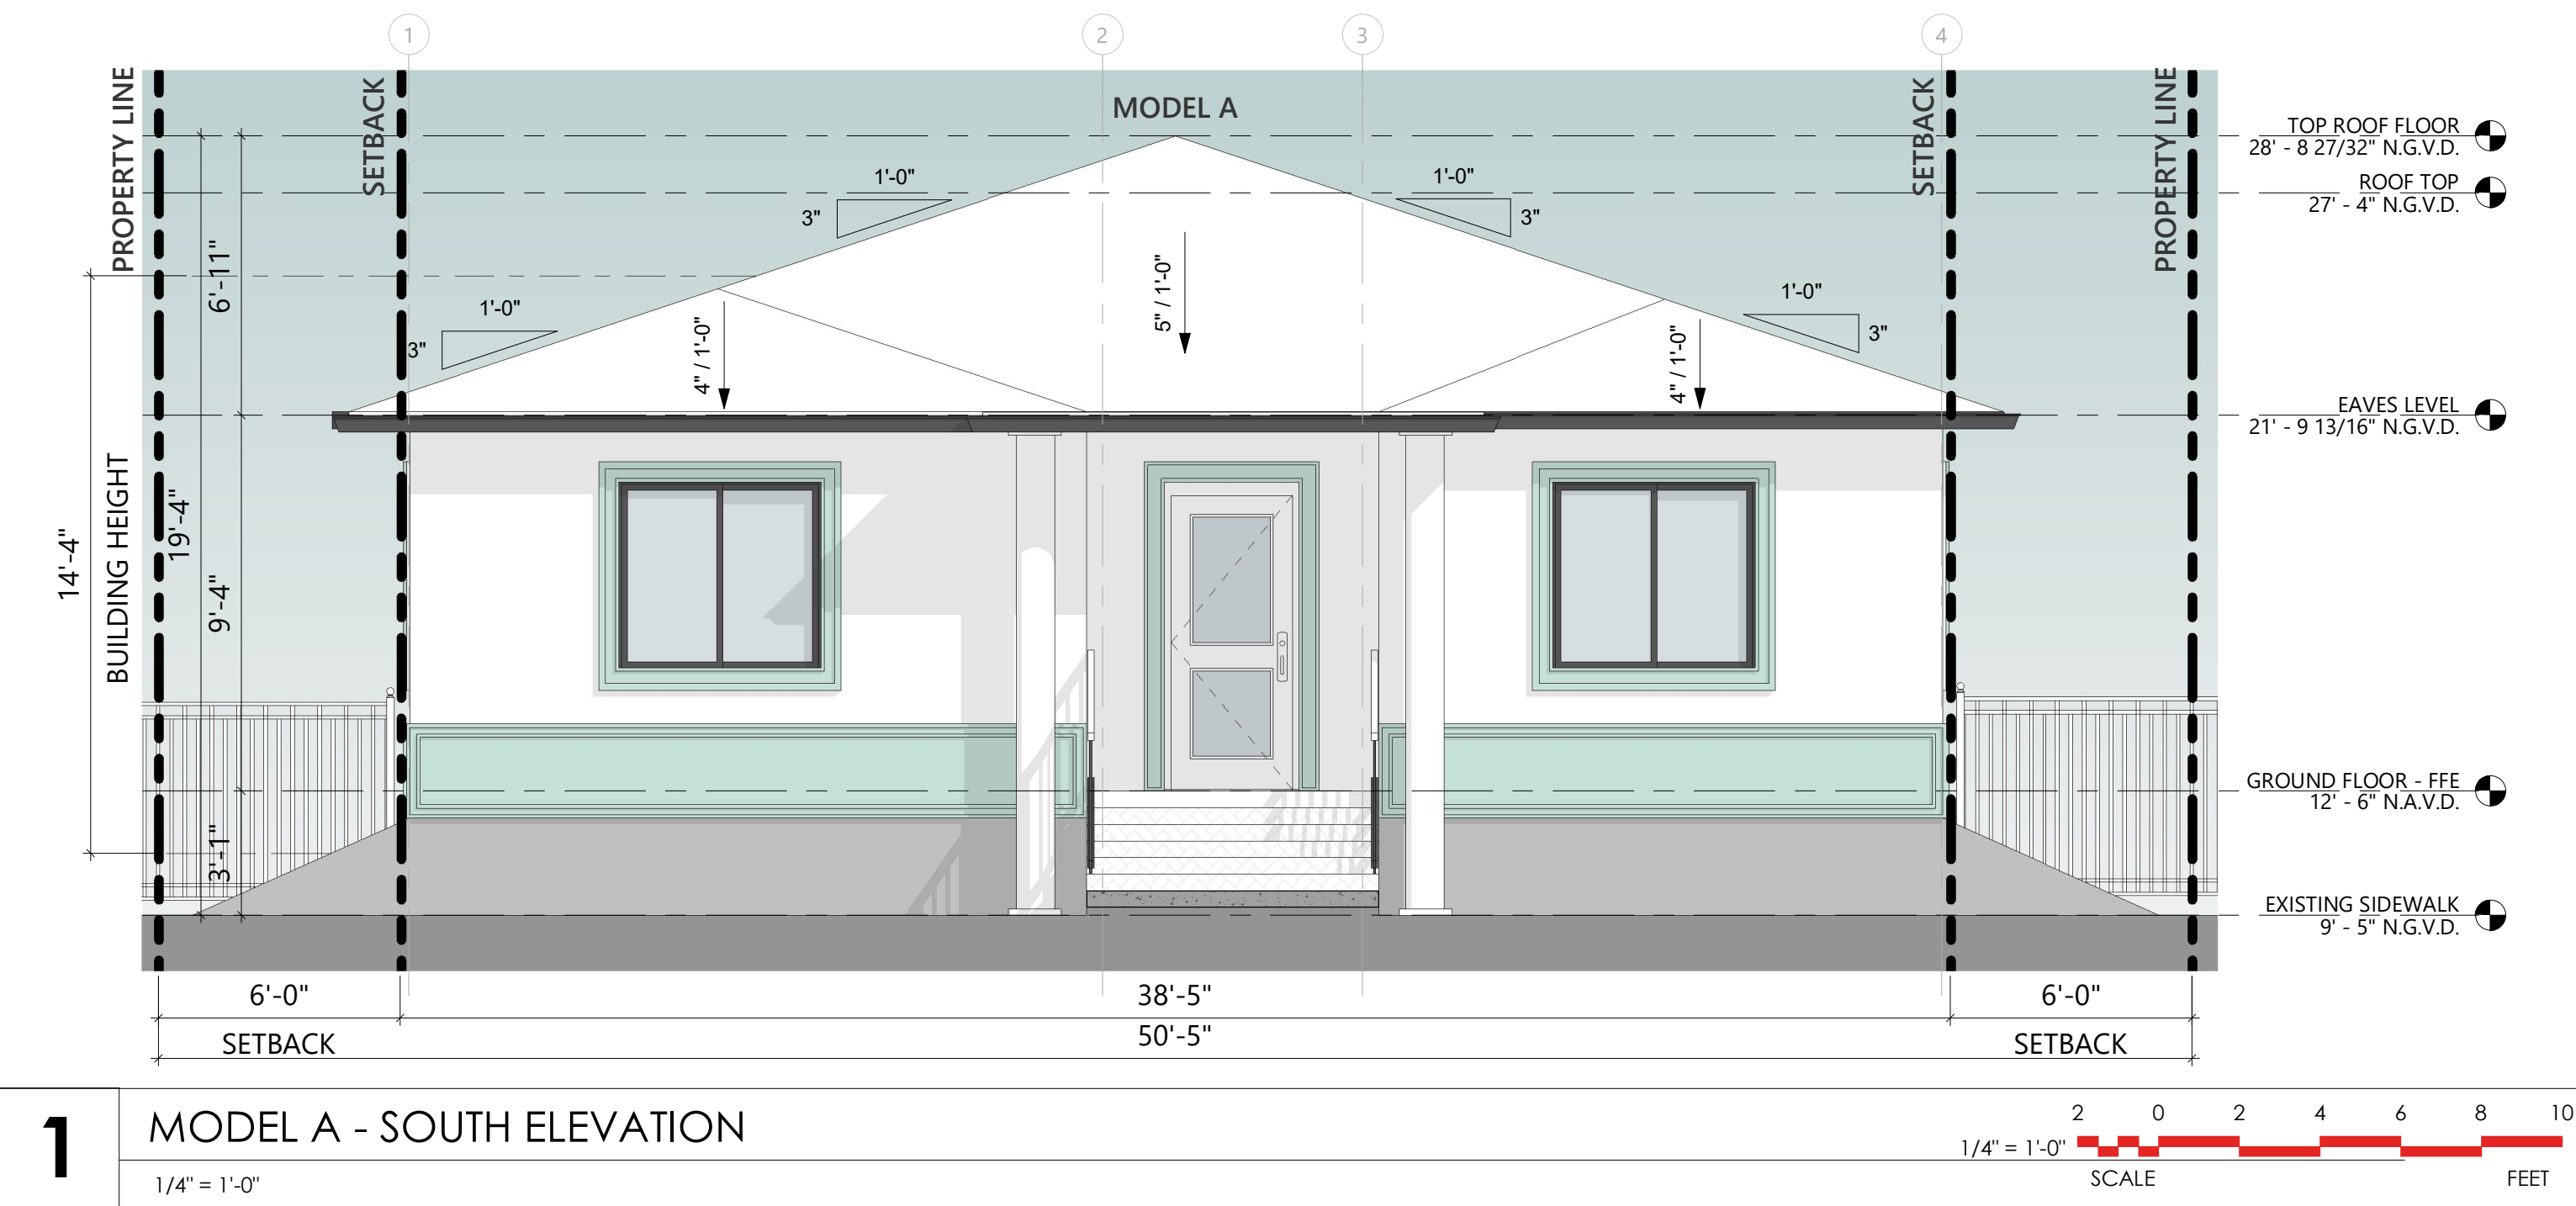 1
2
3
4
PROPERTY LINE
SETBACK
MODEL A
SETBACK
PROPERTY LINE
TOP ROOF FLOOR
28' - 8 27/32" N.G.V.D.
ROOF TOP
27' - 4" N.G.V.D.
1'-0"
3"
1'-0"
3"
6'-11"
5" / 1'-0"
1'-0"
3"
4" / 1'-0"
1'-0"
3"
4" / 1'-0"
EAVES LEVEL
21' - 9 13/16" N.G.V.D.
14'-4"
BUILDING HEIGHT
19'-4"
9'-4"
3'-1"
GROUND FLOOR - FFE
12' - 6" N.A.V.D.
EXISTING SIDEWALK
9' - 5" N.G.V.D.
6'-0"
38'-5"
6'-0"
SETBACK
50'-5"
SETBACK
1
MODEL A - SOUTH ELEVATION
1/4" = 1'-0"
2 0 2 4 6 8 10
1/4" = 1'-0"
SCALE
FEET